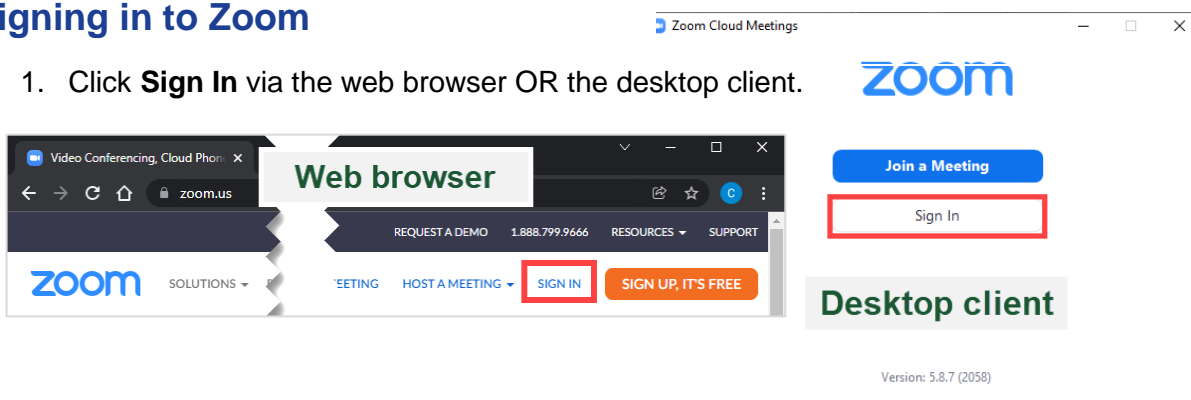 igning in to Zoom
1. Click Sign In via the web browser OR the desktop client.
Video Conferencing, Cloud Phon
Web browser
zoom.us
C
REQUEST A DEMO 1.888.799.9666 RESOURCES SUPPORT
zoom SOLUTIONS EETING HOST A MEETING SIGN IN SIGN UP, IT'S FREE
Zoom Cloud Meetings
zoom
Join a Meeting
Sign In
Desktop client
Version: 5.8.7 (2058)